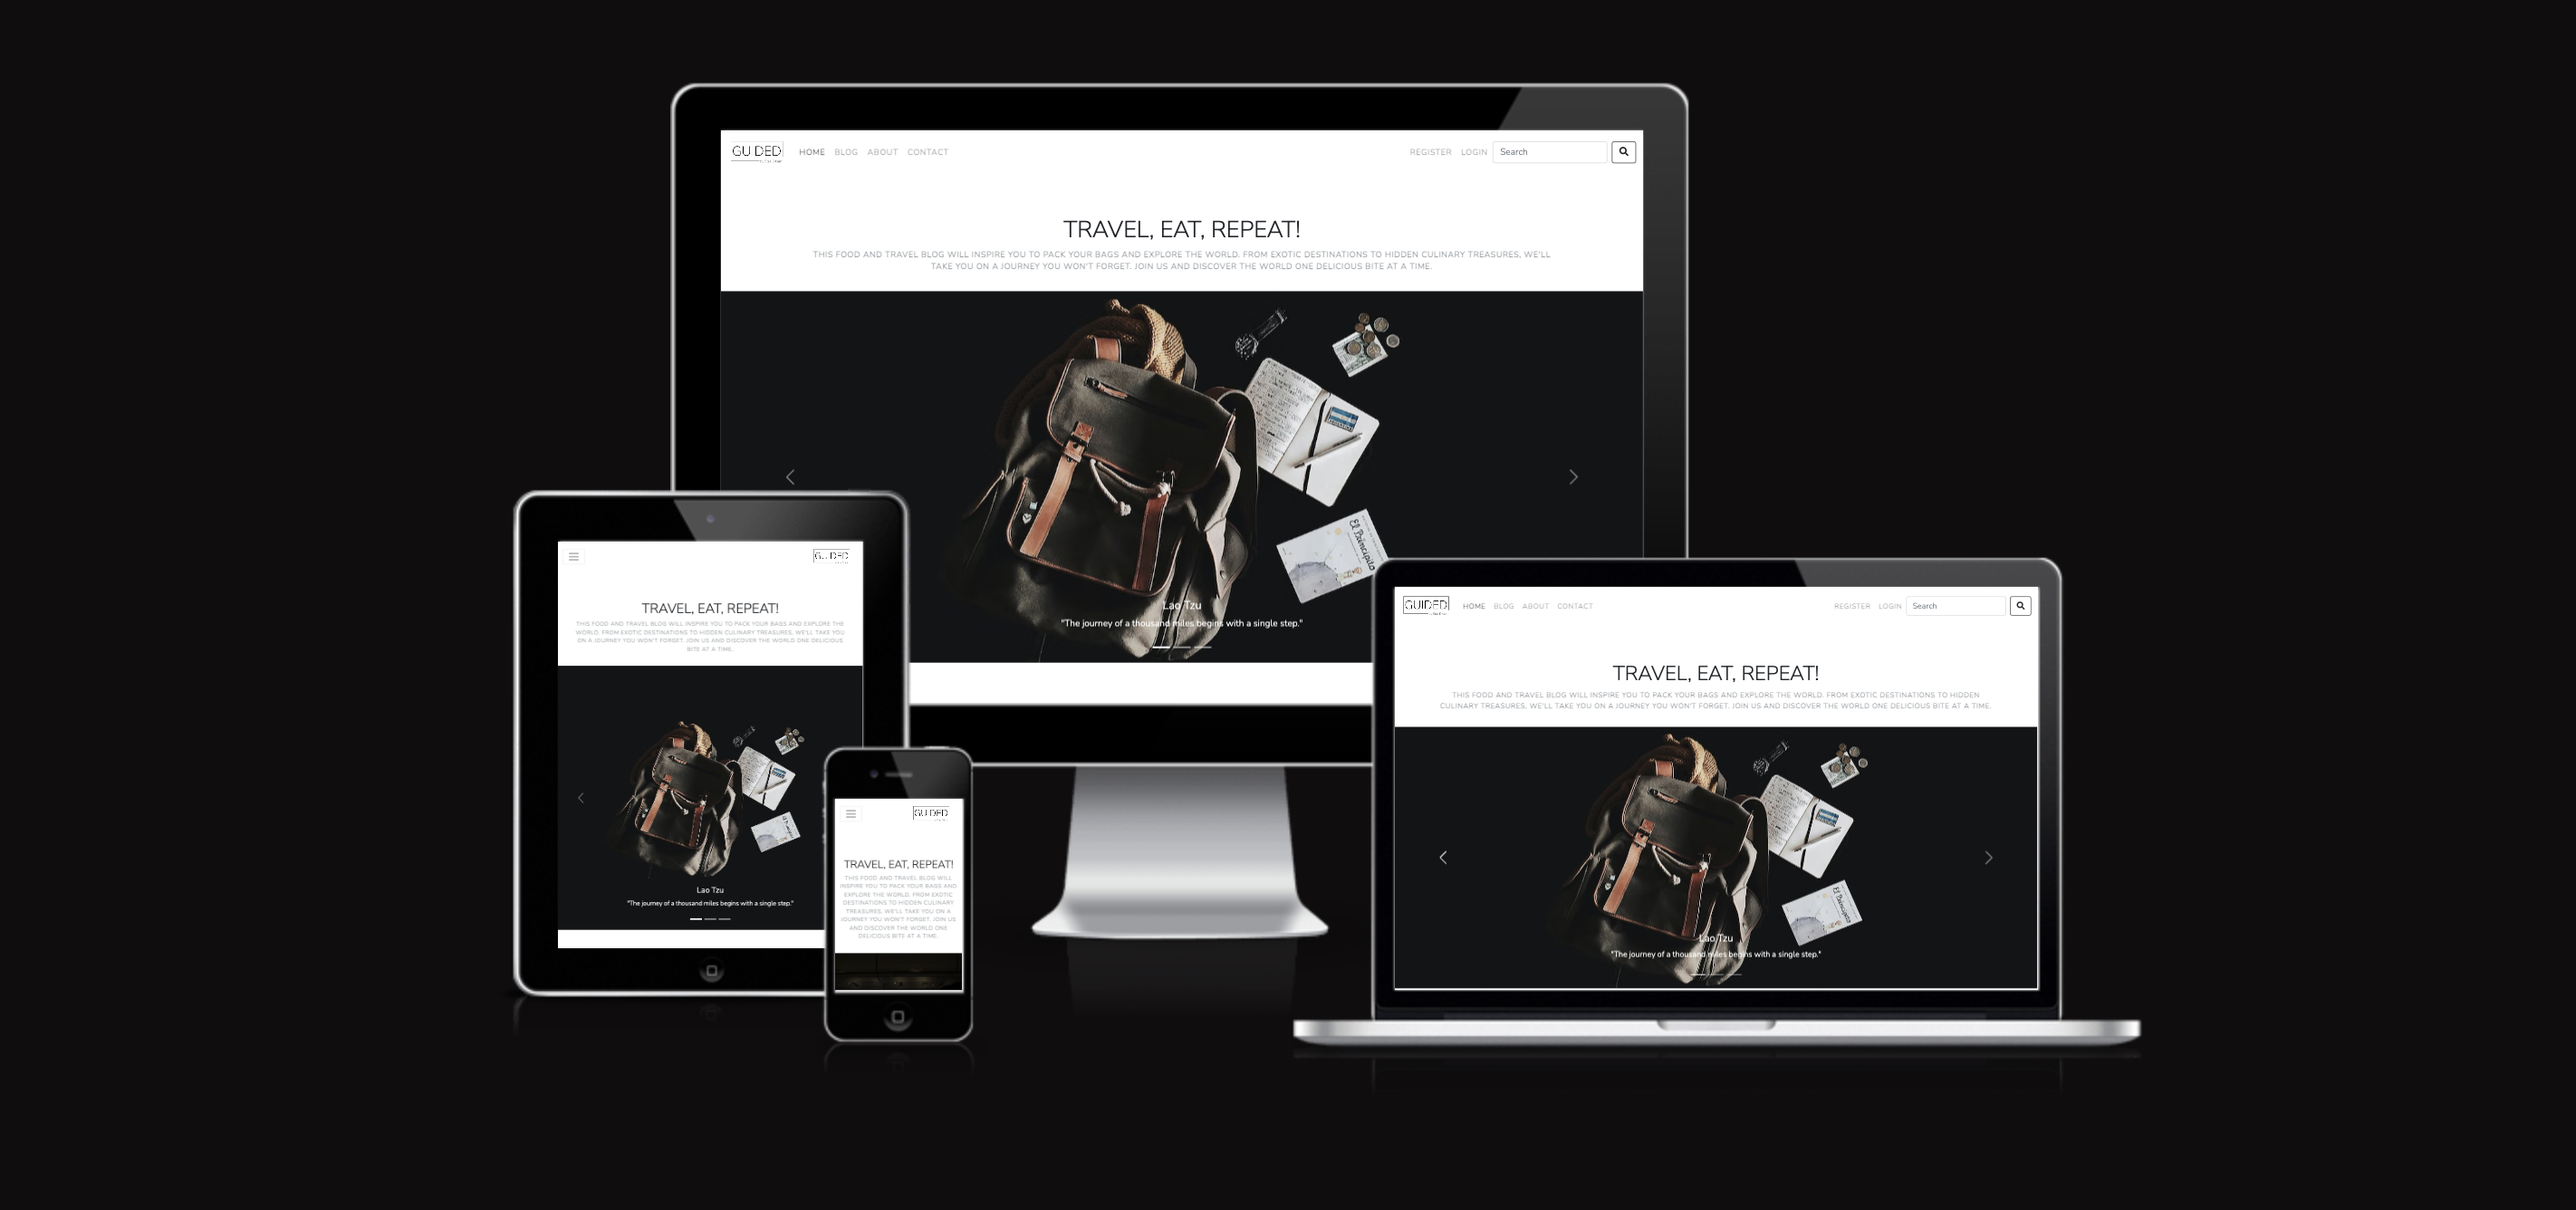 GUIDED
HOME BLOG ABOUT CONTACT
REGISTER LOGIN Search
TRAVEL, EAT, REPEAT!
THIS FOOD AND TRAVEL BLOG WILL INSPIRE YOU TO PACK YOUR BAGS AND EXPLORE THE WORLD. FROM EXOTIC DESTINATIONS TO HIDDEN CULINARY TREASURES, WE'LL
TAKE YOU ON A JOURNEY YOU WON'T FORGET. JOIN US AND DISCOVER THE WORLD ONE DELICIOUS BITE AT A TIME.
El Principito
Lao Tzu
"The journey of a thousand miles begins with a single step."
GUIDED
TRAVEL, EAT, REPEAT!
THIS FOOD AND TRAVEL BLOG WILL INSPIRE YOU TO PACK YOUR BAGS AND EXPLORE THE
WORLD. FROM EXOTIC DESTINATIONS TO HIDDEN CULINARY TREASURES, WE'LL TAKE YOU
ON A JOURNEY YOU WON'T FORGET. JOIN US AND DISCOVER THE WORLD ONE DELICIOUS
BITE AT A TIME.
Lao Tzu
"The journey of a thousand miles begins with a single step."
GUIDED
TRAVEL, EAT, REPEAT!
THIS FOOD AND TRAVEL BLOG WILL
INSPIRE YOU TO PACK YOUR BAGS AND
EXPLORE THE WORLD. FROM EXOTIC
DESTINATIONS TO HIDDEN CULINARY
TREASURES, WE'LL TAKE YOU ON A
JOURNEY YOU WON'T FORGET. JOIN US
AND DISCOVER THE WORLD ONE
DELICIOUS BITE AT A TIME.
GUIDED
HOME BLOG ABOUT CONTACT
REGISTER LOGIN Search
TRAVEL, EAT, REPEAT!
THIS FOOD AND TRAVEL BLOG WILL INSPIRE YOU TO PACK YOUR BAGS AND EXPLORE THE WORLD. FROM EXOTIC DESTINATIONS TO HIDDEN
CULINARY TREASURES, WE'LL TAKE YOU ON A JOURNEY YOU WON'T FORGET. JOIN US AND DISCOVER THE WORLD ONE DELICIOUS BITE AT A TIME.
El Principito
Lao Tzu
"The journey of a thousand miles begins with a single step."